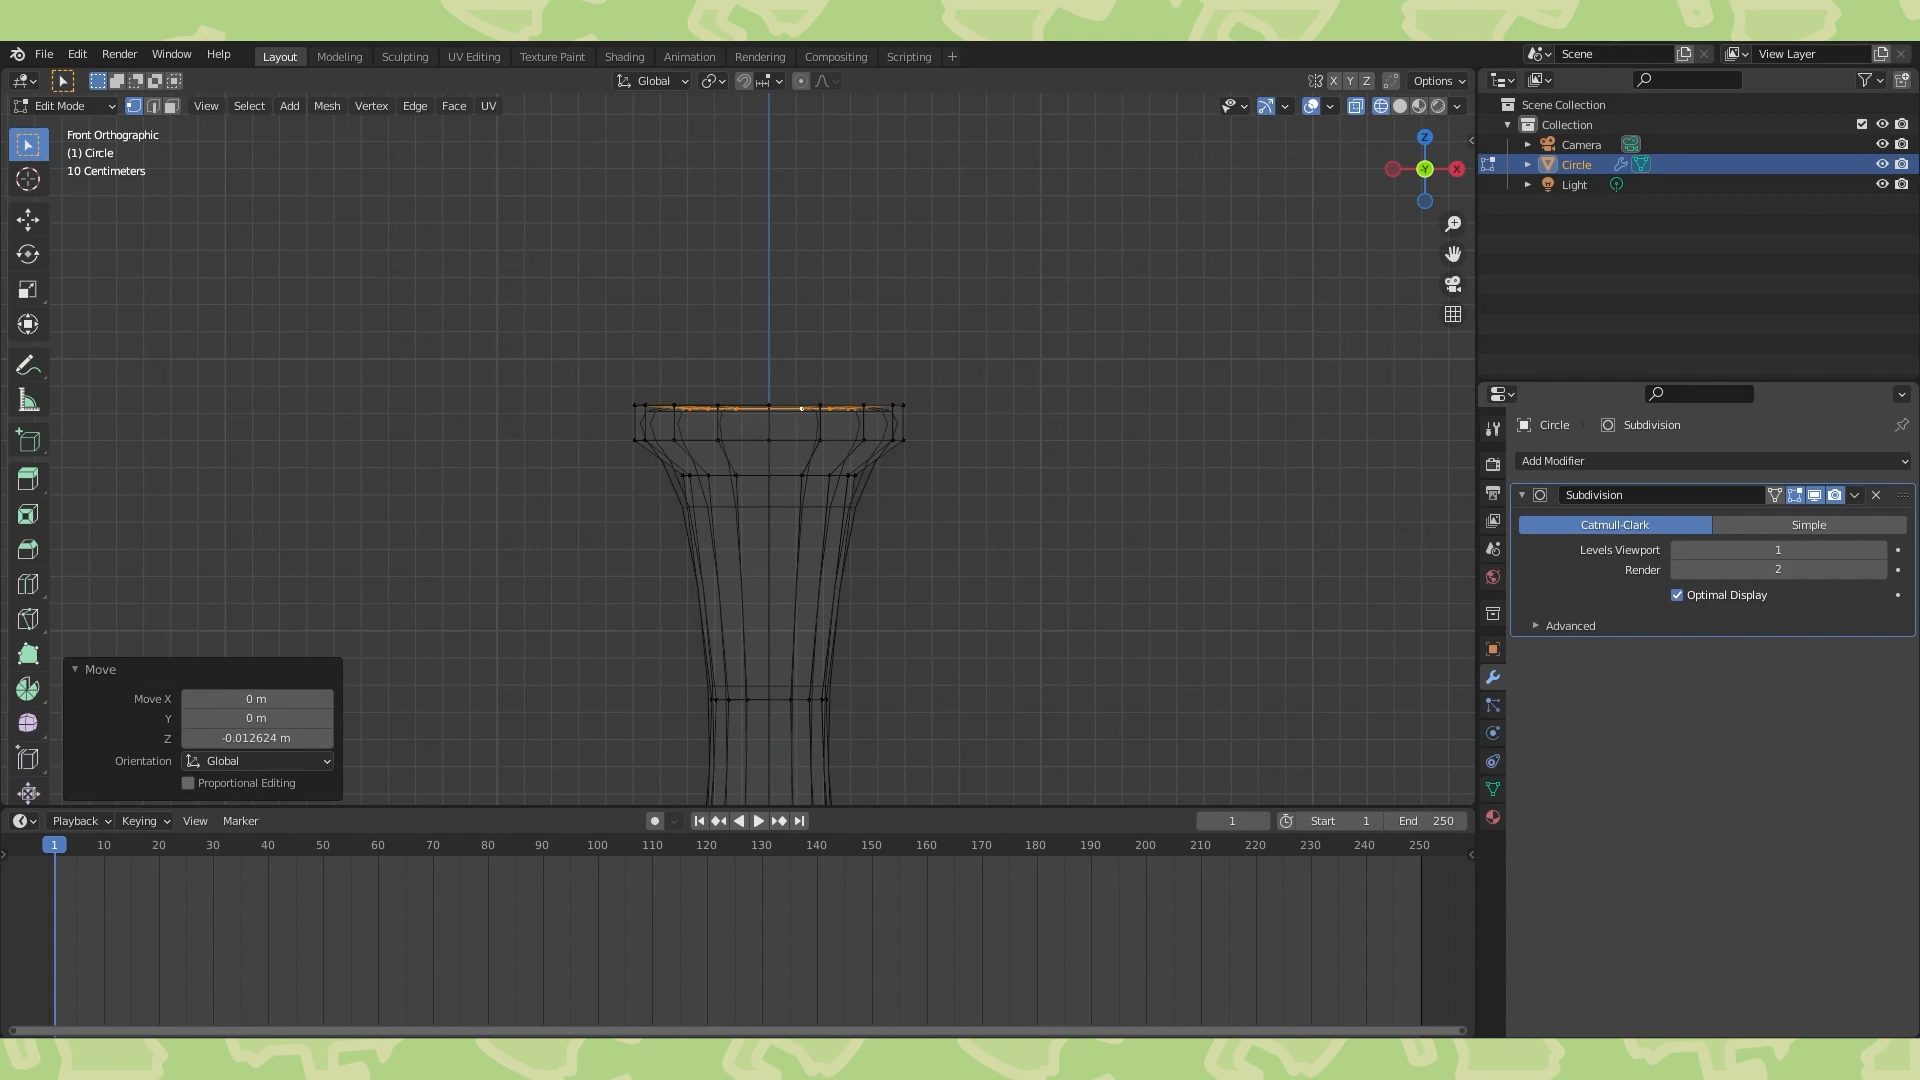 File Edit Render Window Help
Layout Modeling Sculpting UV Editing Texture Paint Shading Animation Rendering Compositing Scripting +
Scene View Layer
Global X Y Z Options
Edit Mode View Select Add Mesh Vertex Edge Face UV
Front Orthographic
(1) Circle
10 Centimeters
Z
Y
X
Scene Collection
Collection
Camera
Circle
Light
Circle Subdivision
Add Modifier
Subdivision
Catmull-Clark Simple
Levels Viewport 1
Render 2
Optimal Display
Advanced
Move
Move X 0 m
Y 0 m
Z -0.012624 m
Orientation Global
Proportional Editing
Playback Keying View Marker 1 Start 1 End 250
1 10 20 30 40 50 60 70 80 90 100 110 120 130 140 150 160 170 180 190 200 210 220 230 240 250